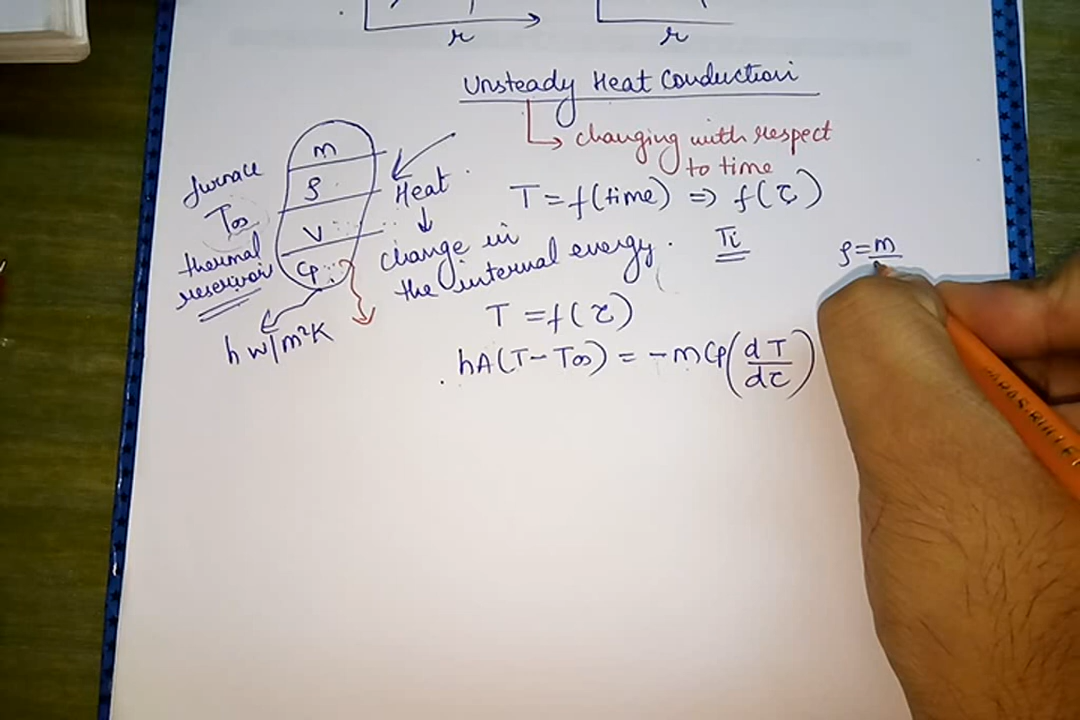 r r
Unsteady Heat Conduction
changing with respect
to time
T = f(time) ⇒ f(τ)
Ti
ρ = m
m
ρ
V
Cp
furnace
T∞
thermal
reservoir
h W/m²K
Heat
change in
the internal energy.
T = f(τ)
hA(T - T∞) = -mCp(dT/dτ)